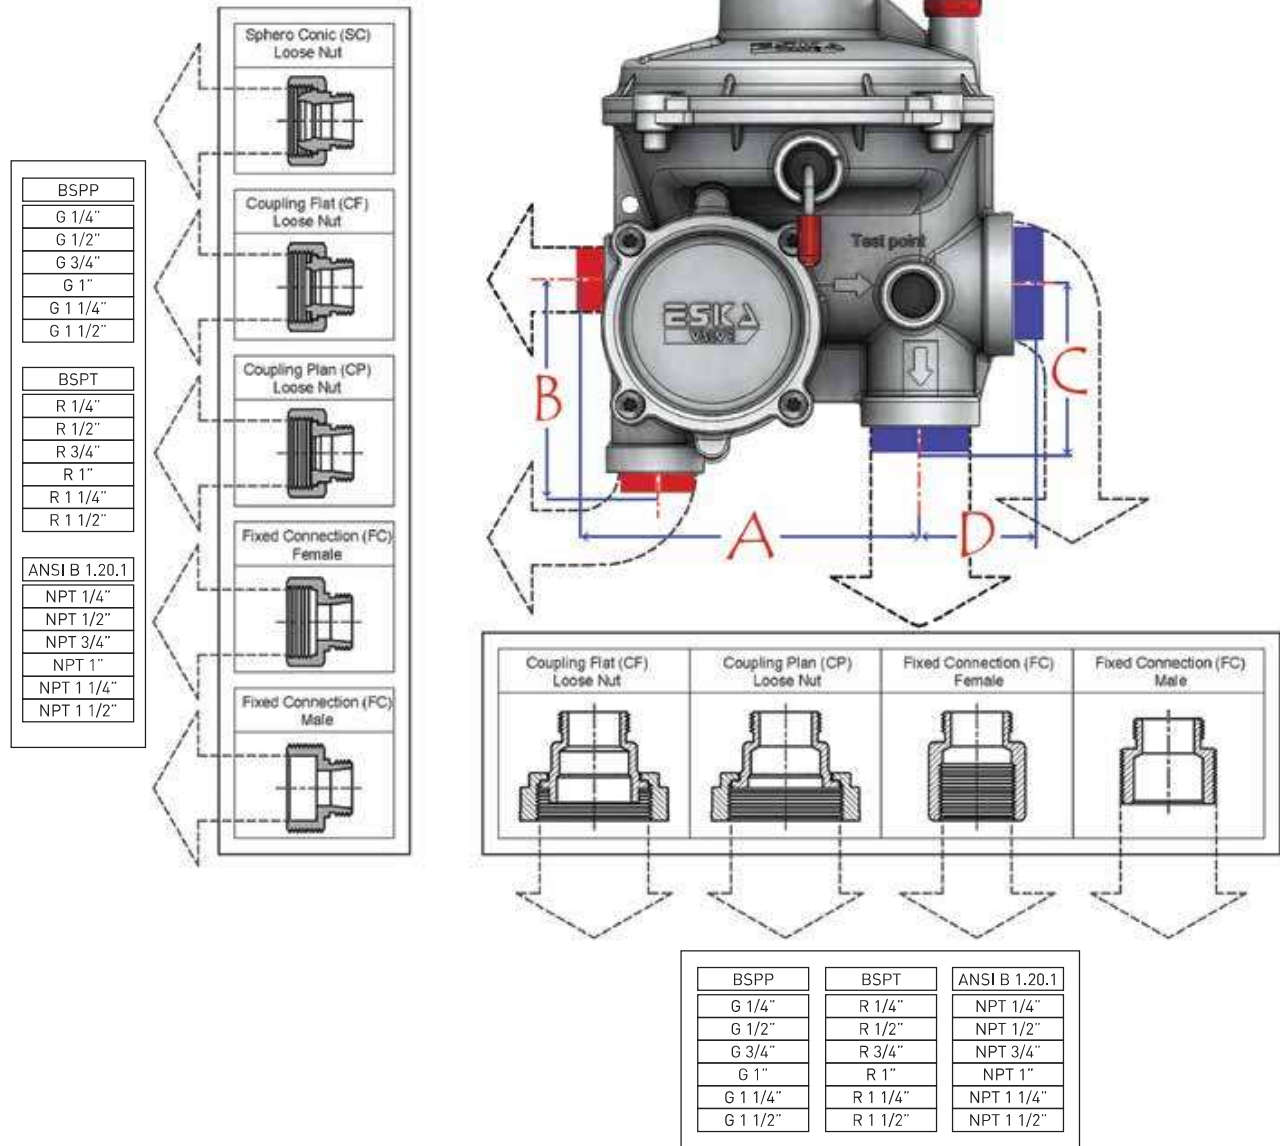 BSPP
G 1/4"
G 1/2"
G 3/4"
G 1"
G 1 1/4"
G 1 1/2"
BSPT
R 1/4"
R 1/2"
R 3/4"
R 1"
R 1 1/4"
R 1 1/2"
ANSI B 1.20.1
NPT 1/4"
NPT 1/2"
NPT 3/4"
NPT 1"
NPT 1 1/4"
NPT 1 1/2"
Sphero Conic (SC)
Loose Nut
Coupling Flat (CF)
Loose Nut
Coupling Plan (CP)
Loose Nut
Fixed Connection (FC)
Female
Fixed Connection (FC)
Male
ESKA
Test point
ESKA
VALVE
B
C
A
D
Coupling Flat (CF)
Loose Nut
Coupling Plan (CP)
Loose Nut
Fixed Connection (FC)
Female
Fixed Connection (FC)
Male
BSPP
G 1/4"
G 1/2"
G 3/4"
G 1"
G 1 1/4"
G 1 1/2"
BSPT
R 1/4"
R 1/2"
R 3/4"
R 1"
R 1 1/4"
R 1 1/2"
ANSI B 1.20.1
NPT 1/4"
NPT 1/2"
NPT 3/4"
NPT 1"
NPT 1 1/4"
NPT 1 1/2"